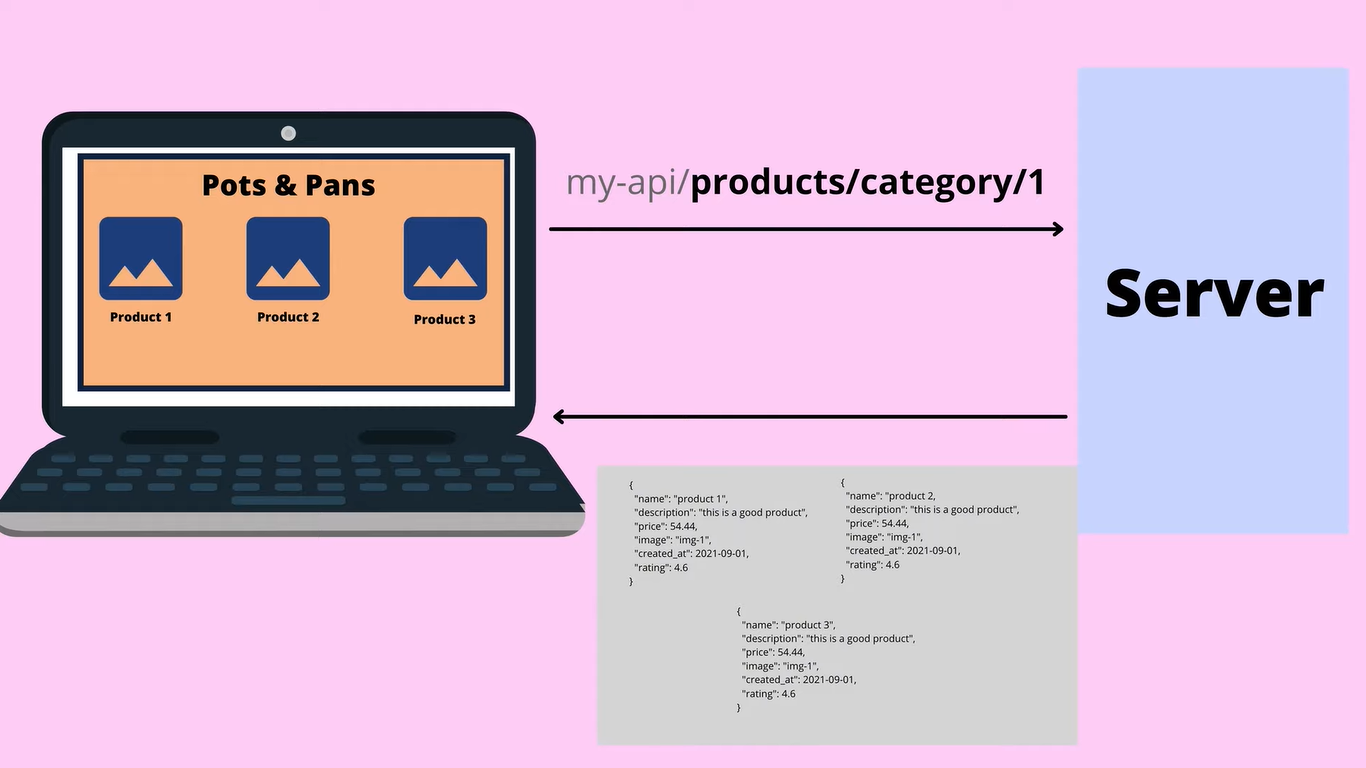 Pots & Pans
Product 1
Product 2
Product 3
my-api/products/category/1
Server
{
"name": "product 1",
"description": "this is a good product",
"price": 54.44,
"image": "img-1",
"created_at": 2021-09-01,
"rating": 4.6
}
{
"name": "product 2,
"description": "this is a good product",
"price": 54.44,
"image": "img-1",
"created_at": 2021-09-01,
"rating": 4.6
}
{
"name": "product 3",
"description": "this is a good product",
"price": 54.44,
"image": "img-1",
"created_at": 2021-09-01,
"rating": 4.6
}